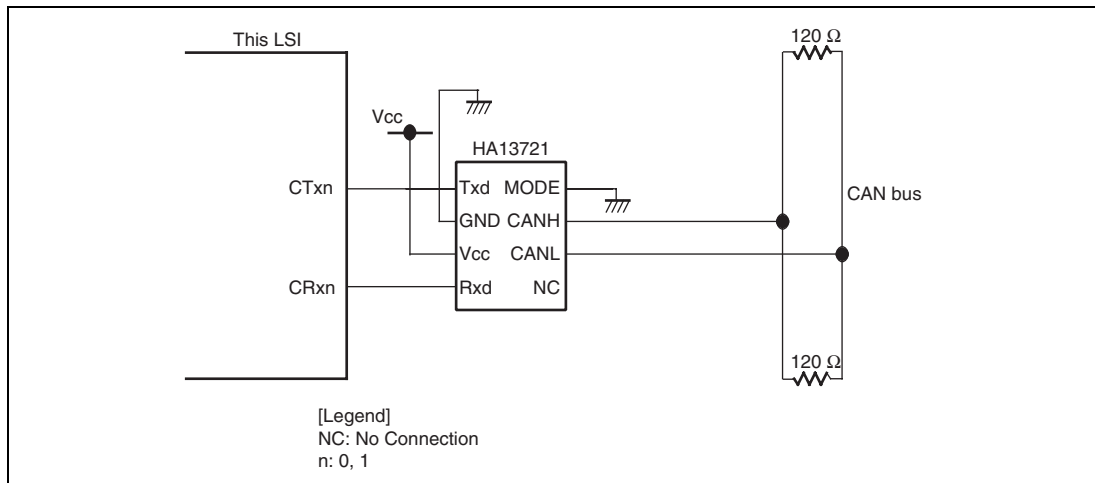 This LSI
120 Ω
Vcc
HA13721
CTxn
Txd MODE
GND CANH
CAN bus
Vcc CANL
CRxn
Rxd NC
120 Ω
[Legend]
NC: No Connection
n: 0, 1